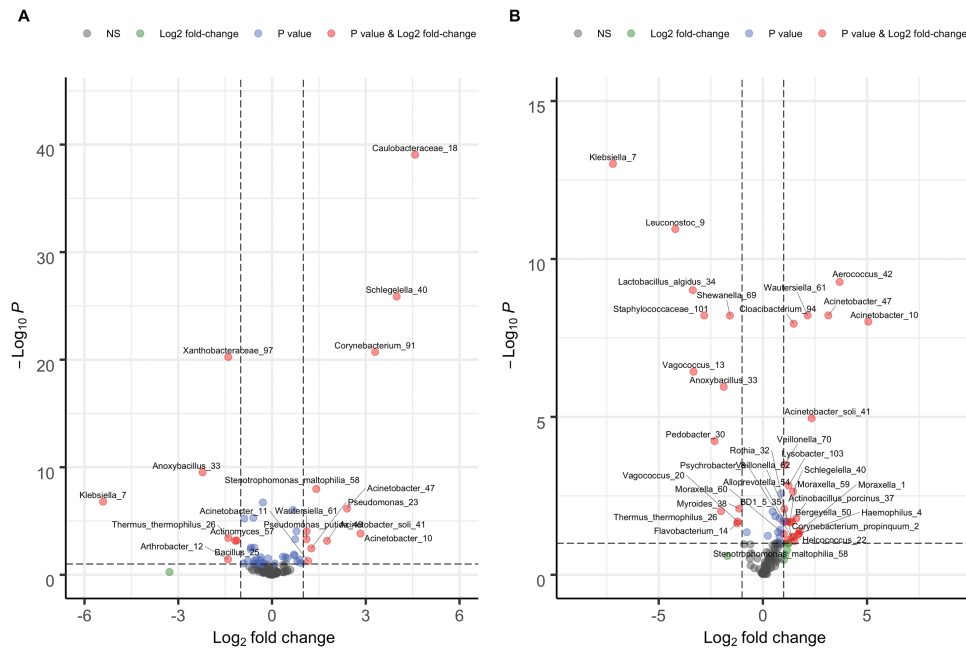 A
NS Log2 fold-change P value P value & Log2 fold-change
Caulobacteraceae_18
Schlegelella_40
Corynebacterium_91
Xanthobacteraceae_97
Anoxybacillus_33
Klebsiella_7
Stenotrophomonas_maltophilia_58
Acinetobacter_47
Pseudomonas_23
Acinetobacter_11
Wautersiella_61
Thermus_thermophilus_26
Actinomyces_57
Acinetobacter_soli_41
Acinetobacter_10
Arthrobacter_12
Bacillus_25
40
30
20
10
0
−Log10 P
-6 -3 0 3 6
Log2 fold change
B
NS Log2 fold-change P value P value & Log2 fold-change
Klebsiella_7
Leuconostoc_9
Lactobacillus_algidus_34
Shewanella_69
Staphylococcaceae_101
Cloacibacterium_94
Wautersiella_61
Aerococcus_42
Acinetobacter_47
Acinetobacter_10
Vagococcus_13
Anoxybacillus_33
Acinetobacter_soli_41
Pedobacter_30
Veillonella_70
Rothia_32
Lysobacter_103
Veillonella_62
Schlegelella_40
Vagococcus_20
Alloprevotella_54
Moraxella_59
Moraxella_1
Moraxella_60
Actinobacillus_porcinus_37
Myroides_38
BD1_5_35
Bergeyella_50
Haemophilus_4
Thermus_thermophilus_26
Corynebacterium_propinquum_2
Flavobacterium_14
Helcococcus_22
Stenotrophomonas_maltophilia_58
15
10
5
0
−Log10 P
-5 0 5
Log2 fold change